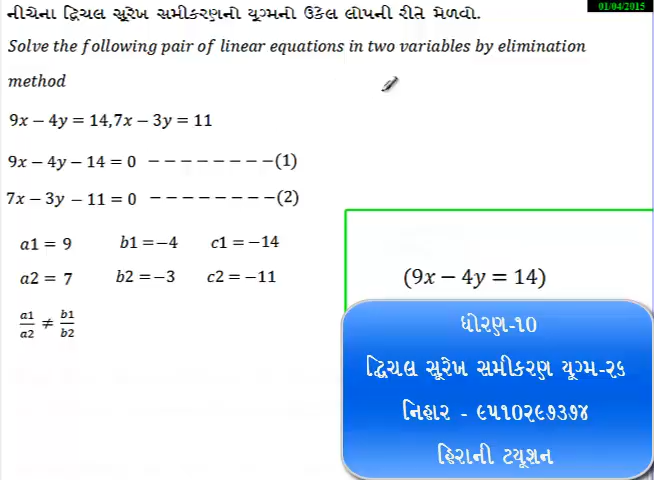 01/04/2015
નીચેના દ્વિચલ સૂરેખ સમીકરણનો યૂગ્મનો ઉકેલ લોપની રીતે મેળવો.
Solve the following pair of linear equations in two variables by elimination
method
9x − 4y = 14,7x − 3y = 11
9x − 4y − 14 = 0 − − − − − − − −(1)
7x − 3y − 11 = 0 − − − − − − − −(2)
a1 = 9 b1 =−4 c1 = −14
a2 = 7 b2 =−3 c2 = −11
a1/a2 ≠ b1/b2
(9x − 4y = 14)
ધોરણ-૧૦
દ્વિચલ સૂરેખ સમીકરણ યૂગ્મ-૨૬
નિહાર - ૯૫૧૦૨૯૭૩૭૪
હિરાની ટયૂશન